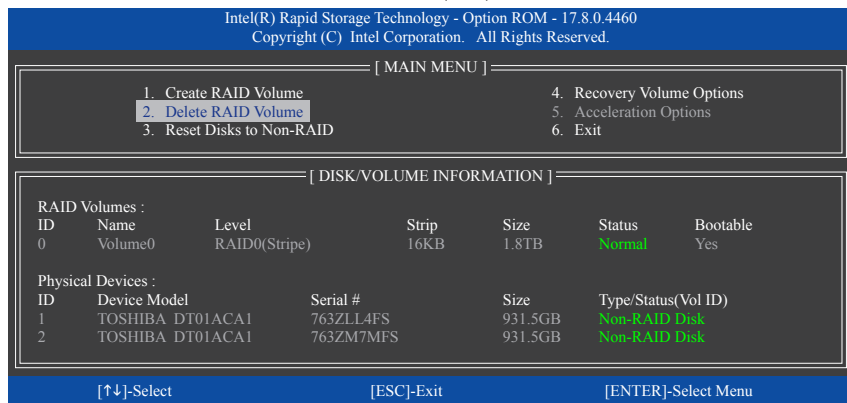 Intel(R) Rapid Storage Technology - Option ROM - 17.8.0.4460
Copyright (C) Intel Corporation. All Rights Reserved.
[ MAIN MENU ]
1. Create RAID Volume
2. Delete RAID Volume
3. Reset Disks to Non-RAID
4. Recovery Volume Options
5. Acceleration Options
6. Exit
[ DISK/VOLUME INFORMATION ]
RAID Volumes :
ID Name Level Strip Size Status Bootable
0 Volume0 RAID0(Stripe) 16KB 1.8TB Normal Yes
Physical Devices :
ID Device Model Serial # Size Type/Status(Vol ID)
1 TOSHIBA DT01ACA1 763ZLL4FS 931.5GB Non-RAID Disk
2 TOSHIBA DT01ACA1 763ZM7MFS 931.5GB Non-RAID Disk
[↑↓]-Select [ESC]-Exit [ENTER]-Select Menu